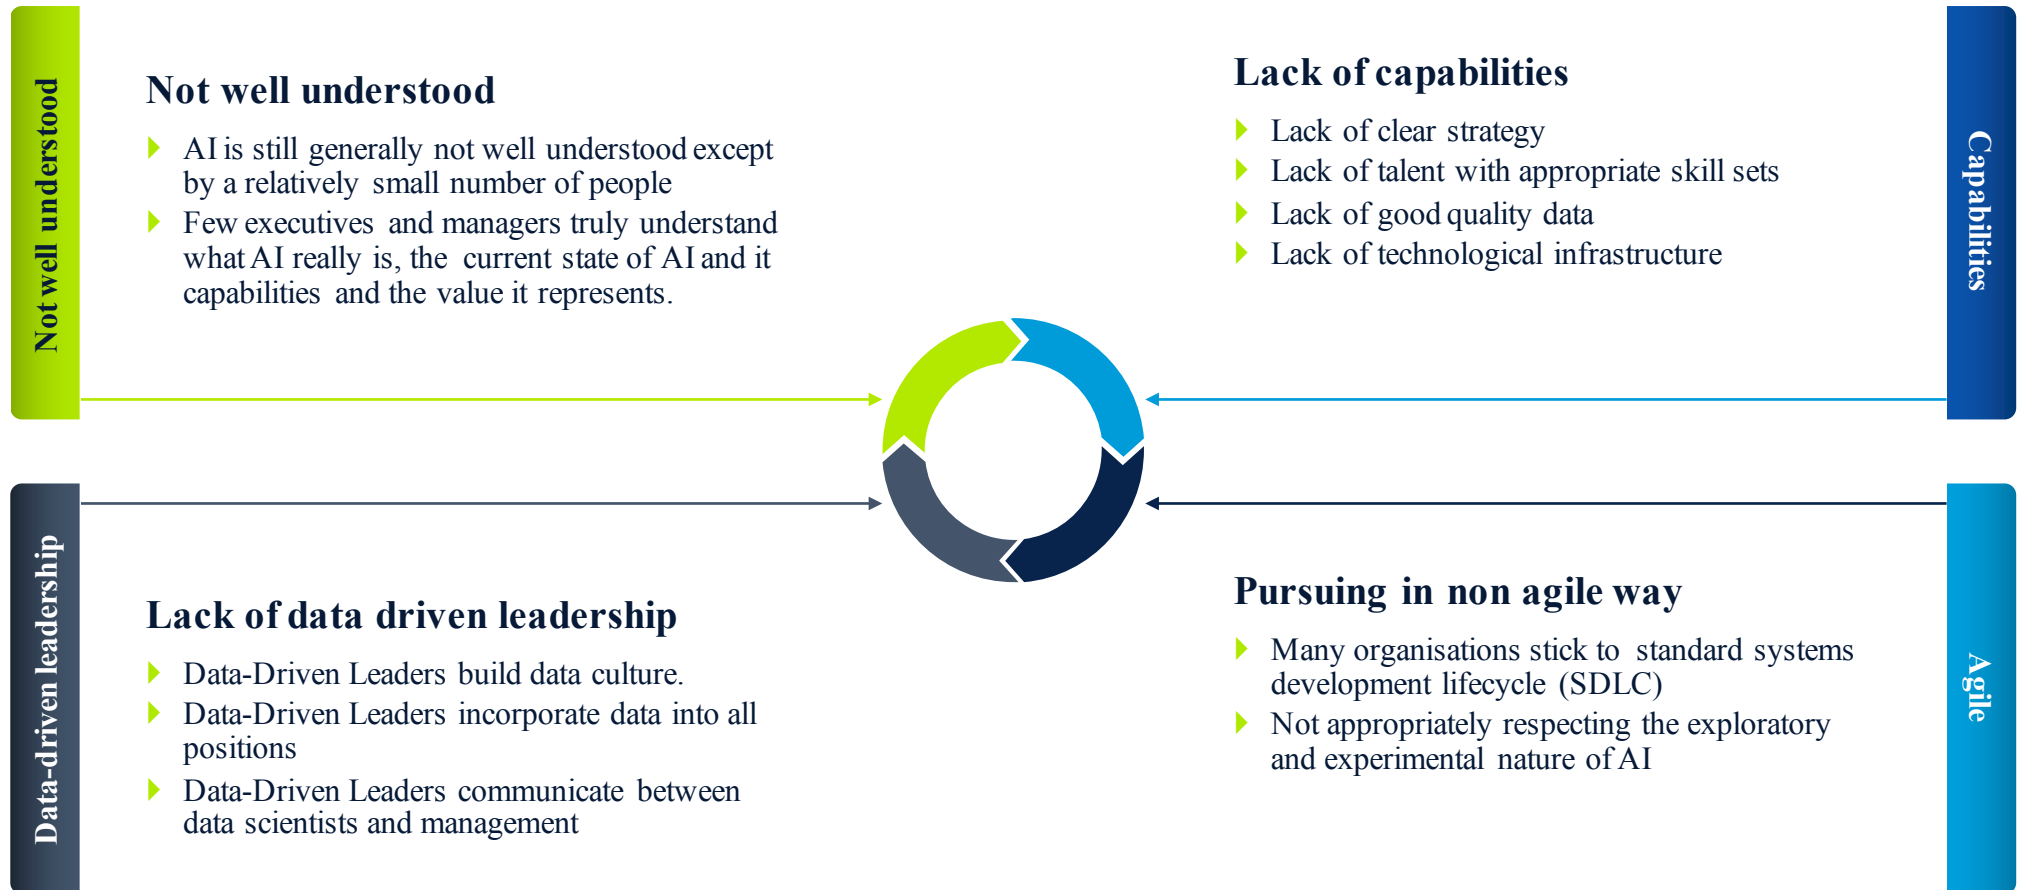 Not well understood
Not well understood
AI is still generally not well understood except
by a relatively small number of people
Few executives and managers truly understand
what AI really is, the current state of AI and it
capabilities and the value it represents.
Lack of capabilities
Lack of clear strategy
Lack of talent with appropriate skill sets
Lack of good quality data
Lack of technological infrastructure
Capabilities
Data-driven leadership
Lack of data driven leadership
Data-Driven Leaders build data culture.
Data-Driven Leaders incorporate data into all
positions
Data-Driven Leaders communicate between
data scientists and management
Pursuing in non agile way
Many organisations stick to standard systems
development lifecycle (SDLC)
Not appropriately respecting the exploratory
and experimental nature of AI
Agile